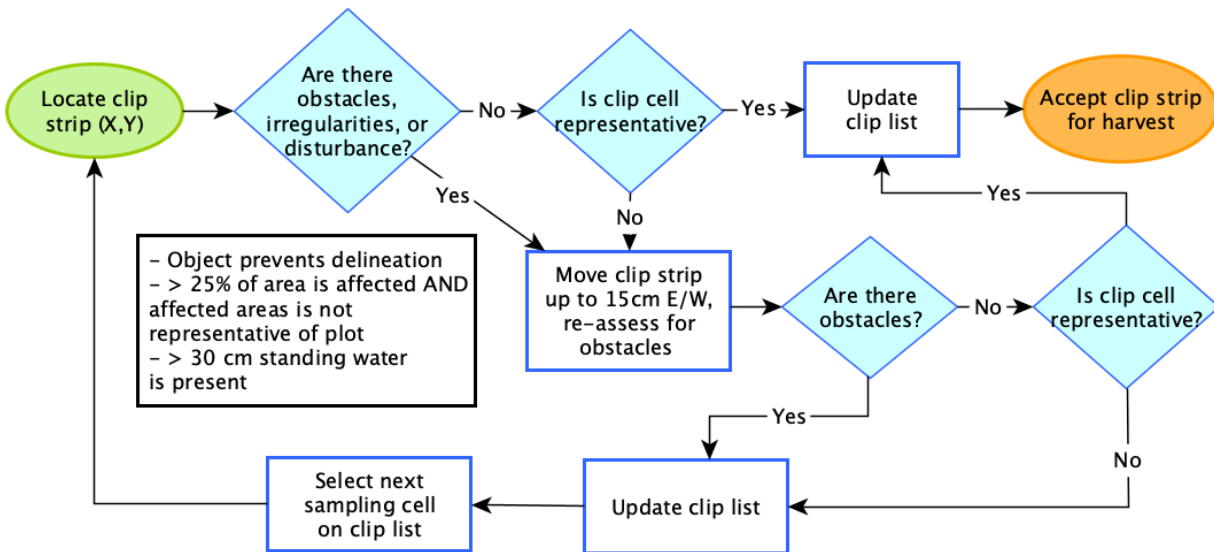 Locate clip
strip (X,Y)
Are there
obstacles,
irregularities, or
disturbance?
No
Is clip cell
representative?
Yes
Update
clip list
Accept clip strip
for harvest
Yes
No
Yes
- Object prevents delineation
- > 25% of area is affected AND
affected areas is not
representative of plot
- > 30 cm standing water
is present
Move clip strip
up to 15cm E/W,
re-assess for
obstacles
Are there
obstacles?
No
Is clip cell
representative?
Yes
No
Select next
sampling cell
on clip list
Update clip list